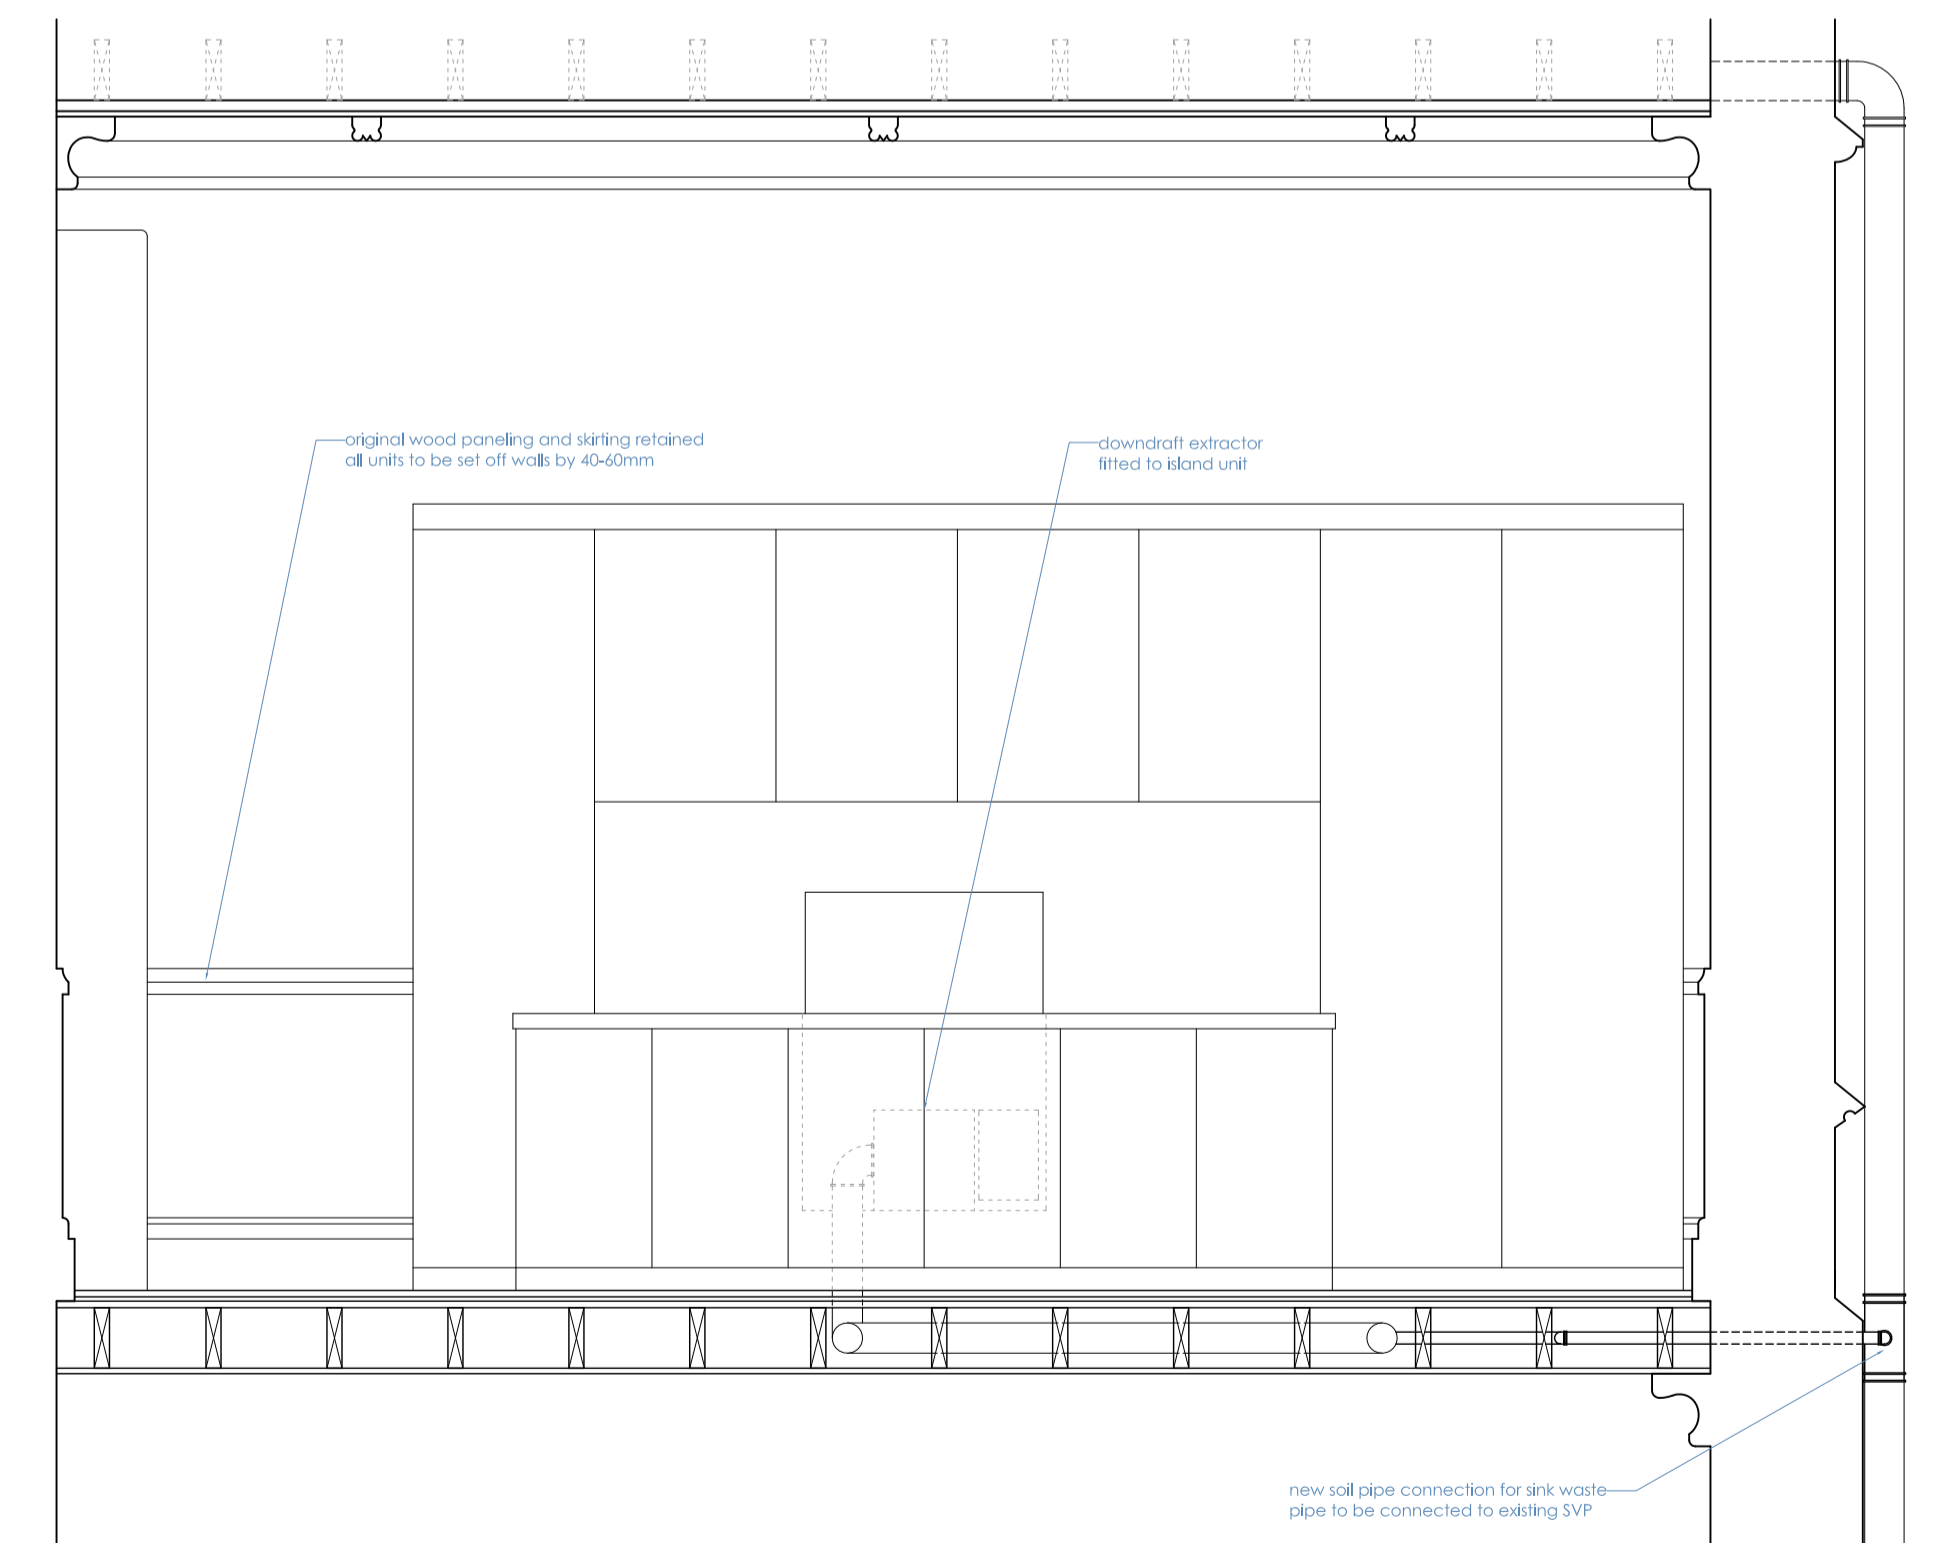 original wood paneling and skirting retained
all units to be set off walls by 40-60mm
downdraft extractor
fitted to island unit
new soil pipe connection for sink waste
pipe to be connected to existing SVP